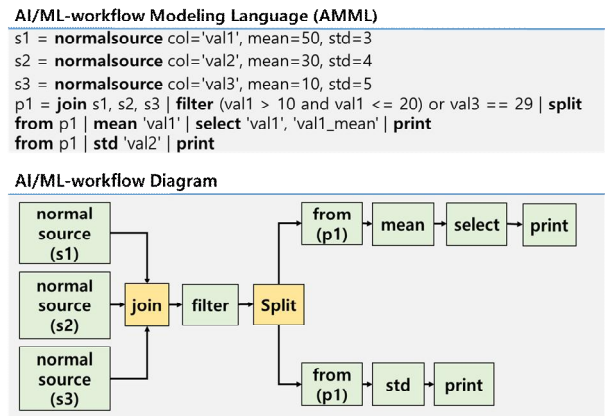 AI/ML-workflow Modeling Language (AMML)
s1 = normalsource col='val1', mean=50, std=3
s2 = normalsource col='val2', mean=30, std=4
s3 = normalsource col='val3', mean=10, std=5
p1 = join s1, s2, s3 | filter (val1 > 10 and val1 <= 20) or val3 == 29 | split
from p1 | mean 'val1' | select 'val1', 'val1_mean' | print
from p1 | std 'val2' | print
AI/ML-workflow Diagram
normal
source
(s1)
normal
source
(s2)
normal
source
(s3)
join
filter
Split
from
(p1)
mean
select
print
from
(p1)
std
print